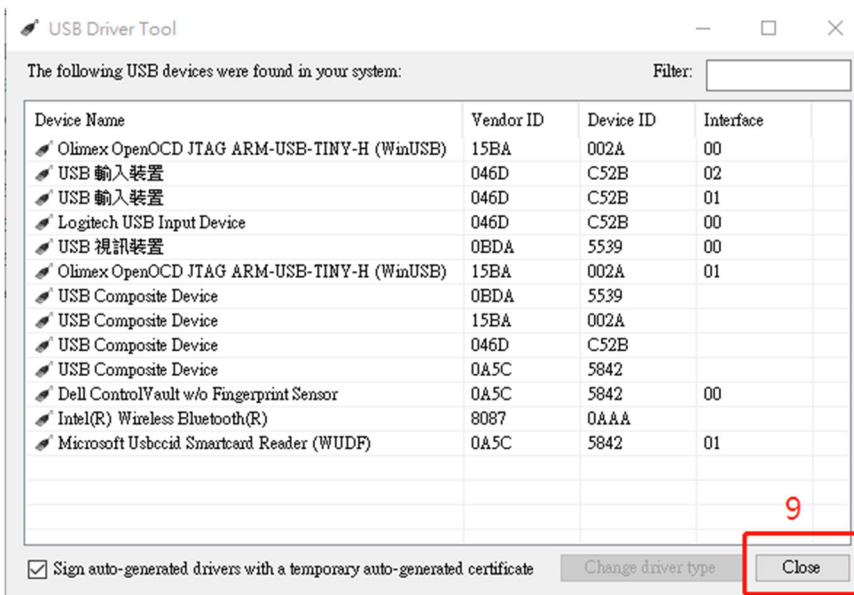 USB Driver Tool
The following USB devices were found in your system: Filter:
Device Name Vendor ID Device ID Interface
Olimex OpenOCD JTAG ARM-USB-TINY-H (WinUSB) 15BA 002A 00
USB 輸入裝置 046D C52B 02
USB 輸入裝置 046D C52B 01
Logitech USB Input Device 046D C52B 00
USB 視訊裝置 0BDA 5539 00
Olimex OpenOCD JTAG ARM-USB-TINY-H (WinUSB) 15BA 002A 01
USB Composite Device 0BDA 5539
USB Composite Device 15BA 002A
USB Composite Device 046D C52B
USB Composite Device 0A5C 5842
Dell ControlVault w/o Fingerprint Sensor 0A5C 5842 00
Intel(R) Wireless Bluetooth(R) 8087 0AAA
Microsoft Usbccid Smartcard Reader (WUDF) 0A5C 5842 01
9
Sign auto-generated drivers with a temporary auto-generated certificate Change driver type Close